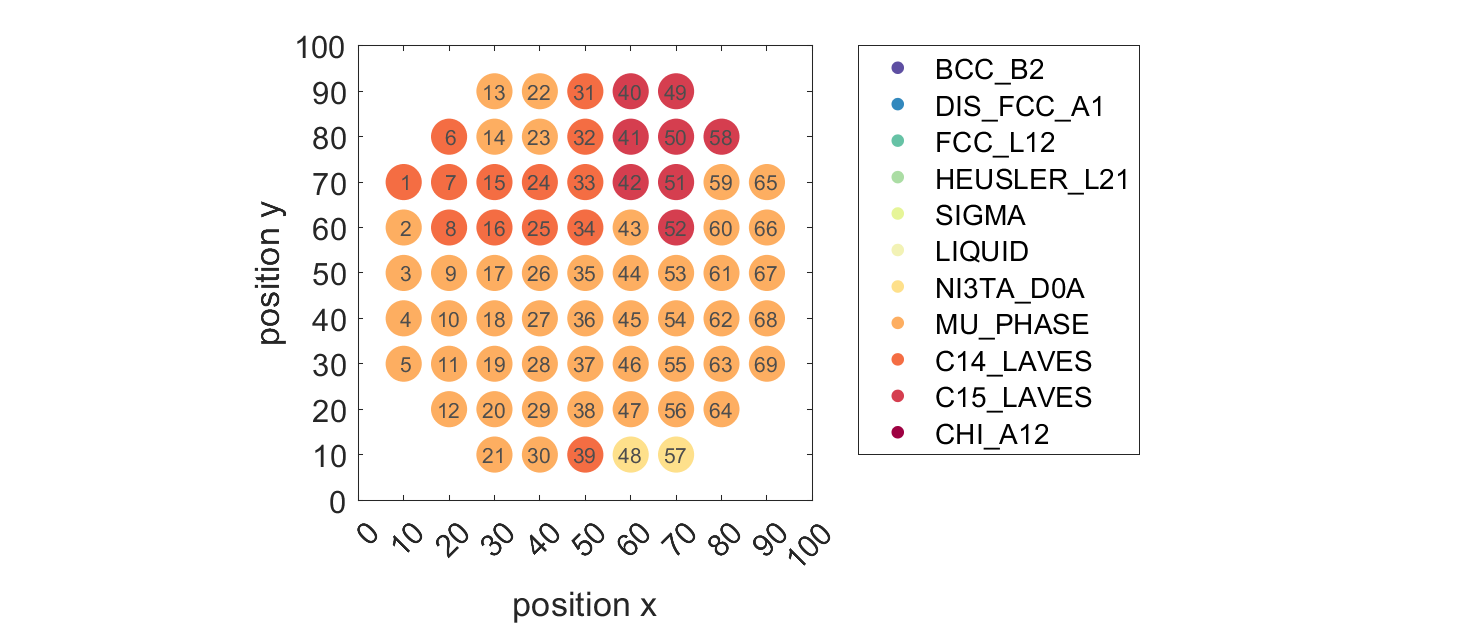 100
90
80
70
60
50
40
30
20
10
0
position y
13 22 31 40 49
6 14 23 32 41 50 58
1 7 15 24 33 42 51 59 65
2 8 16 25 34 43 52 60 66
3 9 17 26 35 44 53 61 67
4 10 18 27 36 45 54 62 68
5 11 19 28 37 46 55 63 69
12 20 29 38 47 56 64
21 30 39 48 57
0 10 20 30 40 50 60 70 80 90 100
position x
BCC_B2
DIS_FCC_A1
FCC_L12
HEUSLER_L21
SIGMA
LIQUID
NI3TA_D0A
MU_PHASE
C14_LAVES
C15_LAVES
CHI_A12